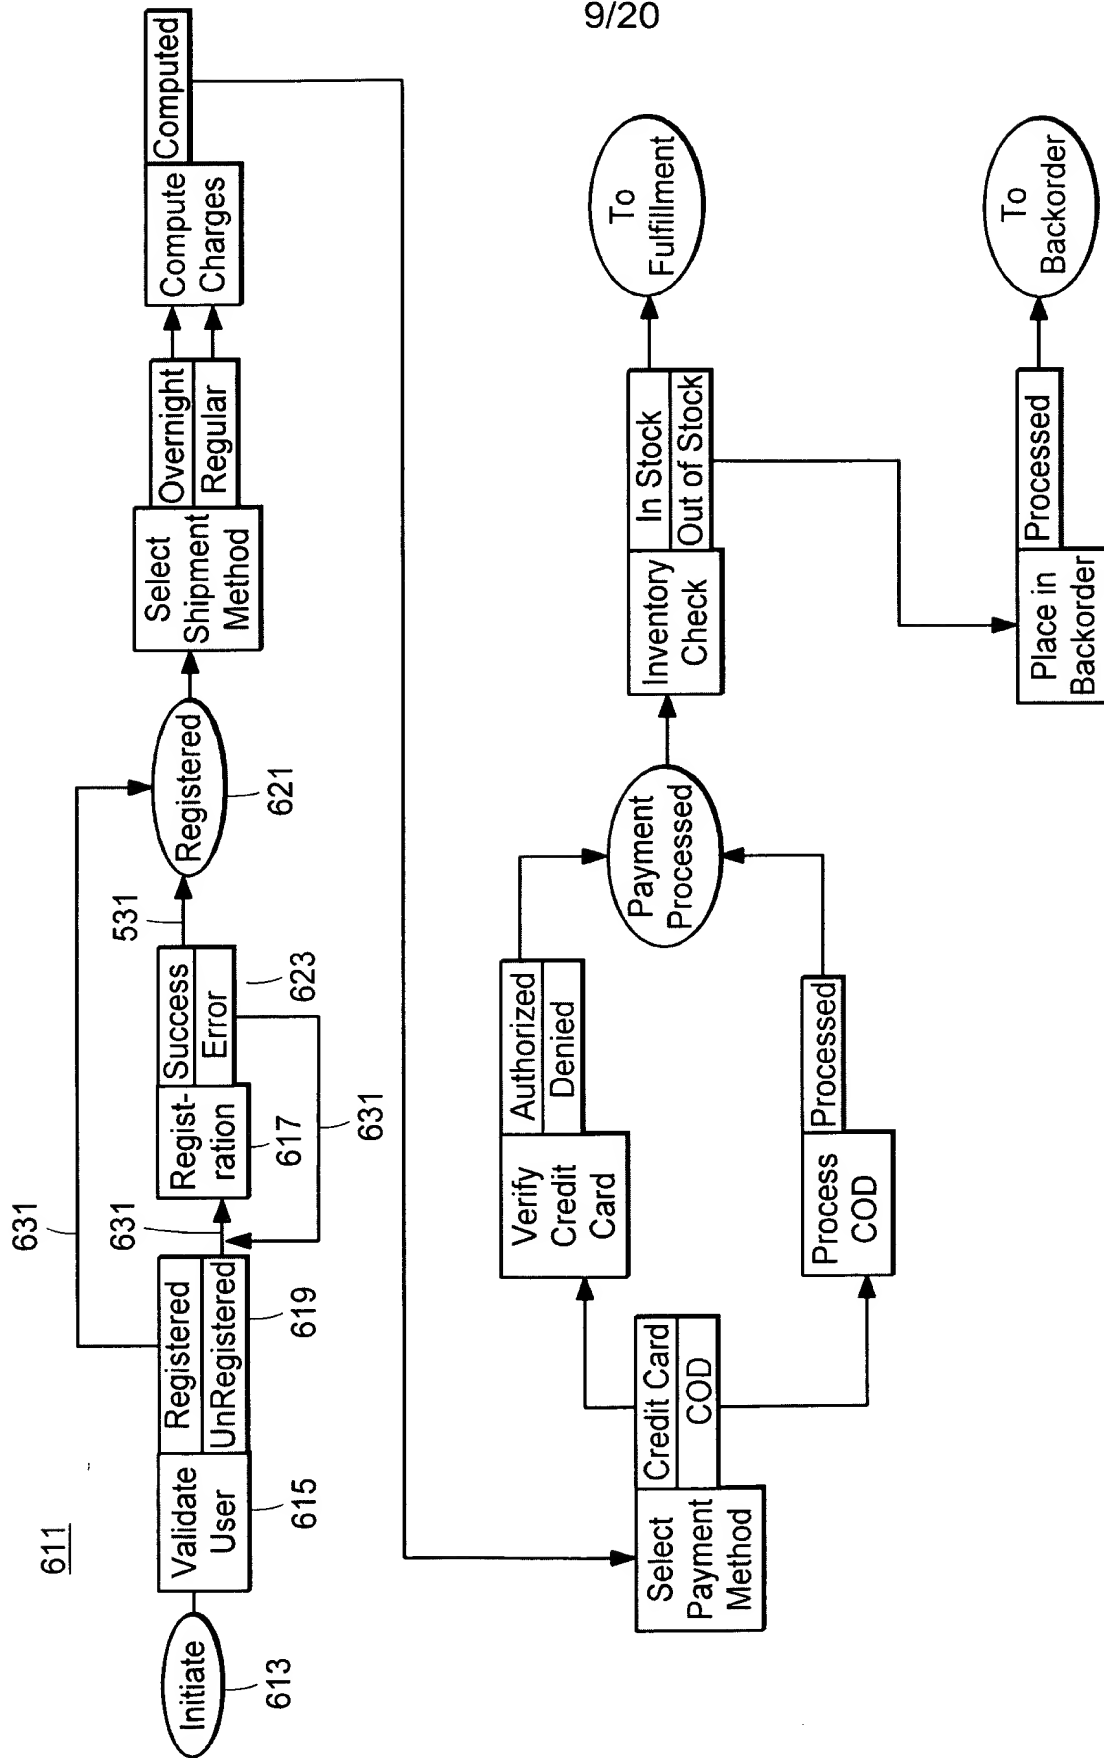 9/20
611
Initiate
613
Validate
User
615
Registered
UnRegistered
619
631
631
Regist-
ration
617
Success
Error
623
631
531
Registered
621
Select
Shipment
Method
Overnight
Regular
Compute
Charges
Computed
Select
Payment
Method
Credit Card
COD
Verify
Credit
Card
Authorized
Denied
Process
COD
Processed
Payment
Processed
Inventory
Check
In Stock
Out of Stock
To
Fulfillment
Place in
Backorder
Processed
To
Backorder